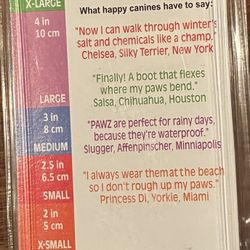 X-LARGE
4 in
10 cm
LARGE
3 in
8 cm
MEDIUM
2.5 in
6.5 cm
SMALL
2 in
5 cm
X-SMALL
What happy canines have to say:
"Now I can walk through winter's
salt and chemicals like a champ."
Chelsea, Silky Terrier, New York
"Finally! A boot that flexes
where my paws bend."
Salsa, Chihuahua, Houston
"PAWZ are perfect for rainy days,
because they're waterproof."
Slugger, Affenpinscher, Minniapolis
"I always wear themat the beach
so I don't rough up my paws."
Princess Di, Yorkie, Miami